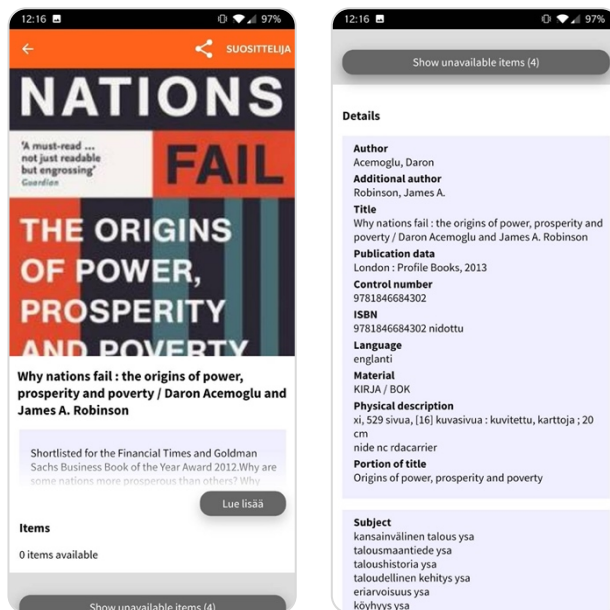 12:16
97%
SUOSITTELIJA
NATIONS
'A must-read ...
not just readable
but engrossing'
Guardian
FAIL
THE ORIGINS
OF POWER,
PROSPERITY
AND POVERTY
Why nations fail : the origins of power,
prosperity and poverty / Daron Acemoglu and
James A. Robinson
Shortlisted for the Financial Times and Goldman
Sachs Business Book of the Year Award 2012.Why are
some nations more prosperous than others? Why
Lue lisää
Items
0 items available
Show unavailable items (4)
12:16
97%
Show unavailable items (4)
Details
Author
Acemoglu, Daron
Additional author
Robinson, James A.
Title
Why nations fail : the origins of power, prosperity and
poverty / Daron Acemoglu and James A. Robinson
Publication data
London : Profile Books, 2013
Control number
9781846684302
ISBN
9781846684302 nidottu
Language
englanti
Material
KIRJA / BOK
Physical description
xi, 529 sivua, [16] kuvasivua : kuvitettu, karttoja ; 20
cm
nide nc rdacarrier
Portion of title
Origins of power, prosperity and poverty
Subject
kansainvälinen talous ysa
talousmaantiede ysa
taloushistoria ysa
taloudellinen kehitys ysa
eriarvoisuus ysa
köyhyys ysa